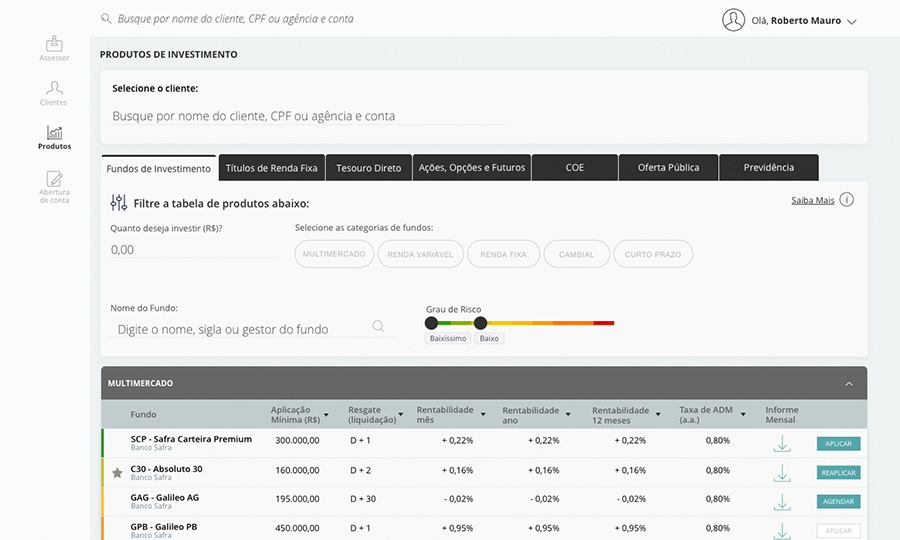 Busque por nome do cliente, CPF ou agência e conta
Olá, Roberto Mauro
Assessor
Clientes
Produtos
Abertura
de conta
PRODUTOS DE INVESTIMENTO
Selecione o cliente:
Busque por nome do cliente, CPF ou agência e conta
Fundos de Investimento Títulos de Renda Fixa Tesouro Direto Ações, Opções e Futuros COE Oferta Pública Previdência
Filtre a tabela de produtos abaixo:
Saiba Mais i
Quanto deseja investir (R$)?
0,00
Selecione as categorias de fundos:
MULTIMERCADO RENDA VARIÁVEL RENDA FIXA CAMBIAL CURTO PRAZO
Nome do Fundo:
Digite o nome, sigla ou gestor do fundo
Grau de Risco
Baixíssimo Baixo
MULTIMERCADO
Fundo
Aplicação
Mínima (R$)
Resgate
(liquidação)
Rentabilidade
mês
Rentabilidade
ano
Rentabilidade
12 meses
Taxa de ADM
(a.a.)
Informe
Mensal
SCP - Safra Carteira Premium 300.000,00 D + 1 + 0,22% + 0,22% + 0,22% 0,80% APLICAR
Banco Safra
C30 - Absoluto 30 160.000,00 D + 2 + 0,16% + 0,16% + 0,16% 0,80% REAPLICAR
Banco Safra
GAG - Galileo AG 195.000,00 D + 30 - 0,02% - 0,02% - 0,02% 0,80% AGENDAR
Banco Safra
GPB - Galileo PB 450.000,00 D + 1 + 0,95% + 0,95% + 0,95% 0,80% APLICAR
Banco Safra